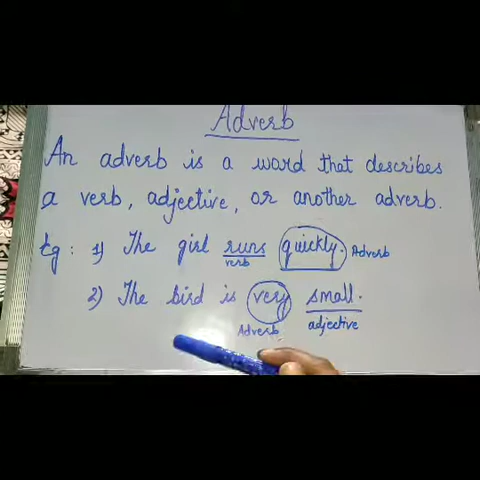 Adverb
An adverb is a word that describes
a verb, adjective, or another adverb.
Eg : 1) The girl runs quickly. Adverb
verb
2) The bird is very small.
Adverb adjective